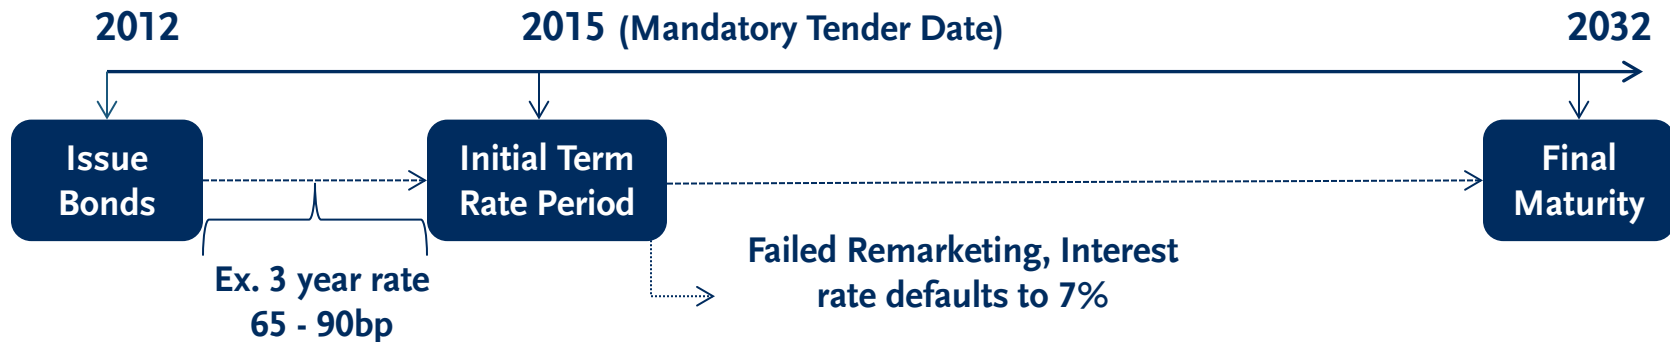 2012
2015 (Mandatory Tender Date)
2032
Issue
Bonds
Initial Term
Rate Period
Final
Maturity
Ex. 3 year rate
65 - 90bp
Failed Remarketing, Interest
rate defaults to 7%